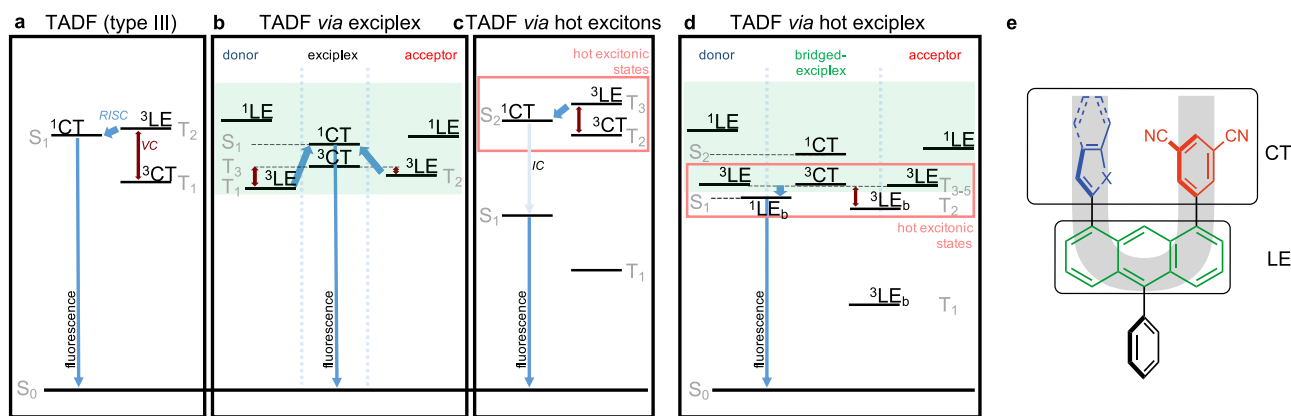 a TADF (type III)
S1
1CT
RISC
3LE
T2
VC
3CT
T1
fluorescence
S0
b TADF via exciplex
donor
exciplex
acceptor
1LE
1CT
1LE
S1
3CT
T3
3LE
3LE
T1
T2
fluorescence
c TADF via hot excitons
hot excitonic
states
3LE
T3
S2
1CT
3CT
T2
IC
S1
T1
fluorescence
d TADF via hot exciplex
donor
bridged-
exciplex
acceptor
1LE
1CT
1LE
S2
3LE
3CT
3LE
T3-5
S1
1LEb
3LEb
T2
hot excitonic
states
3LEb
T1
fluorescence
S0
e
NC
CN
CT
X
LE